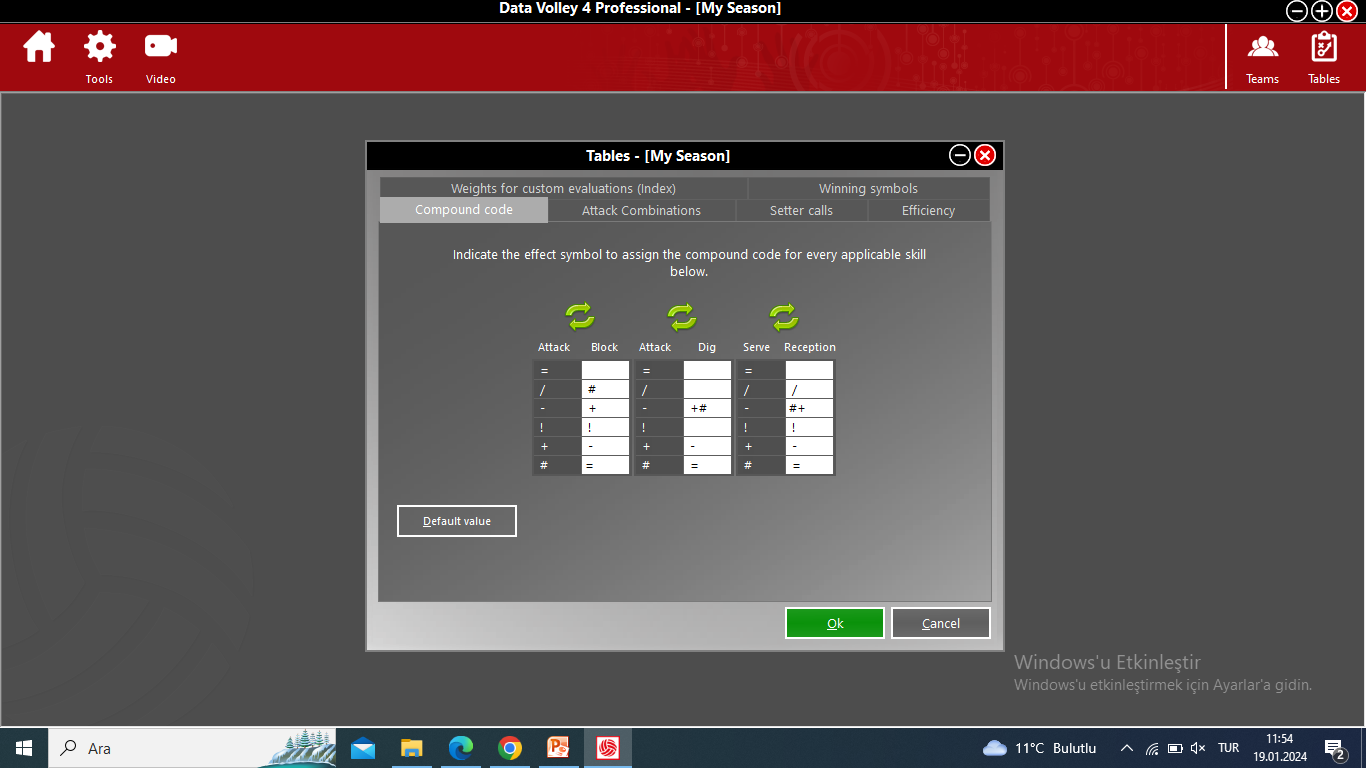 Data Volley 4 Professional - [My Season]
Tools
Video
Teams
Tables
Tables - [My Season]
Weights for custom evaluations (Index) Winning symbols
Compound code Attack Combinations Setter calls Efficiency
Indicate the effect symbol to assign the compound code for every applicable skill
below.
Attack Block Attack Dig Serve Reception
= = =
/ # / / /
- + - +# - #+
! ! ! ! !
+ - + - + -
# = # = # =
Default value
Ok Cancel
Windows'u Etkinleştir
Windows'u etkinleştirmek için Ayarlar'a gidin.
Ara
11°C Bulutlu
TUR
11:54
19.01.2024
2